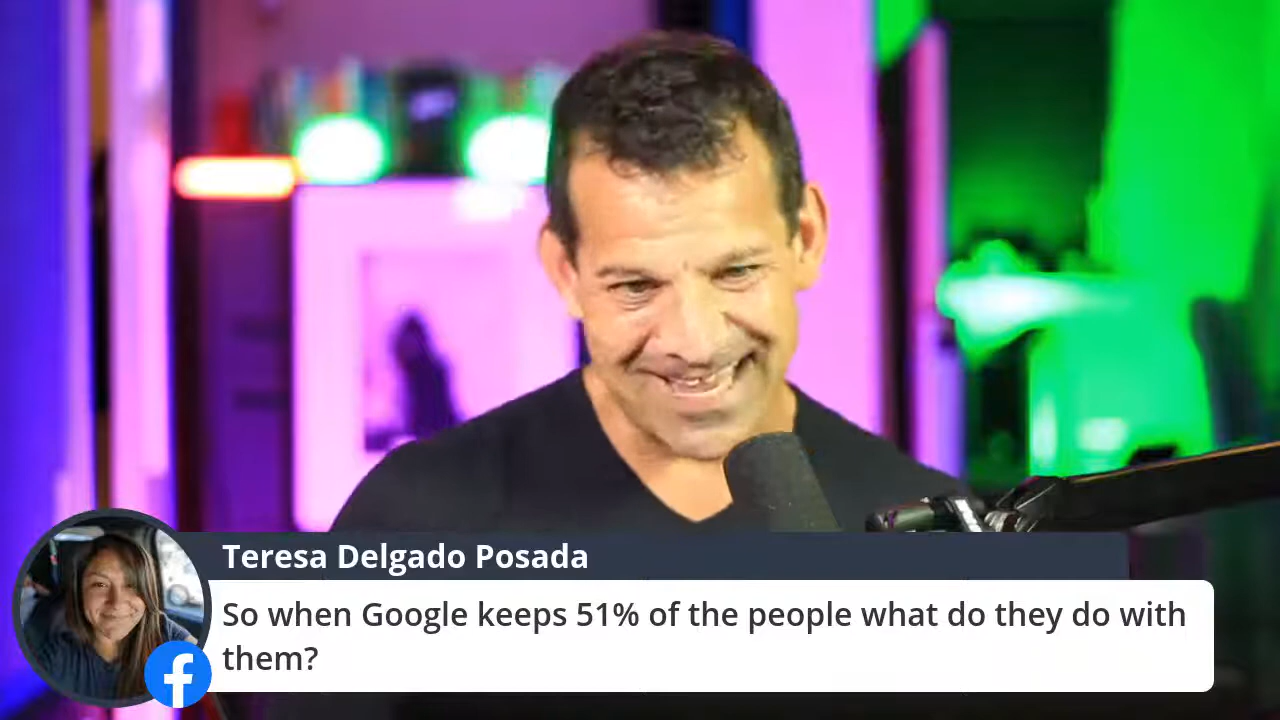 Teresa Delgado Posada
So when Google keeps 51% of the people what do they do with
them?